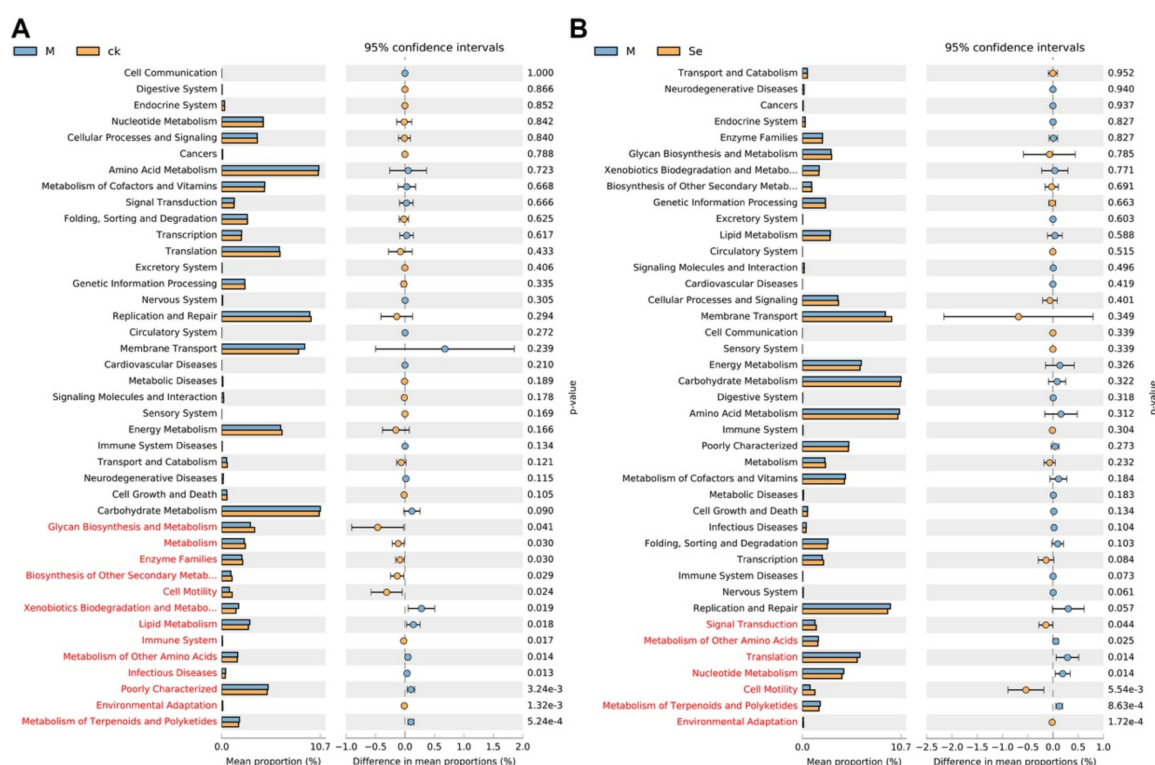 A
M ck
95% confidence intervals
Cell Communication 1.000
Digestive System 0.866
Endocrine System 0.852
Nucleotide Metabolism 0.842
Cellular Processes and Signaling 0.840
Cancers 0.788
Amino Acid Metabolism 0.723
Metabolism of Cofactors and Vitamins 0.668
Signal Transduction 0.666
Folding, Sorting and Degradation 0.625
Transcription 0.617
Translation 0.433
Excretory System 0.406
Genetic Information Processing 0.335
Nervous System 0.305
Replication and Repair 0.294
Circulatory System 0.272
Membrane Transport 0.239
Cardiovascular Diseases 0.210
Metabolic Diseases 0.189
Signaling Molecules and Interaction 0.178
Sensory System 0.169
Energy Metabolism 0.166
Immune System Diseases 0.134
Transport and Catabolism 0.121
Neurodegenerative Diseases 0.115
Cell Growth and Death 0.105
Carbohydrate Metabolism 0.090
Glycan Biosynthesis and Metabolism 0.041
Metabolism 0.030
Enzyme Families 0.030
Biosynthesis of Other Secondary Metab... 0.029
Cell Motility 0.024
Xenobiotics Biodegradation and Metabo... 0.019
Lipid Metabolism 0.018
Immune System 0.017
Metabolism of Other Amino Acids 0.014
Infectious Diseases 0.013
Poorly Characterized 3.24e-3
Environmental Adaptation 1.32e-3
Metabolism of Terpenoids and Polyketides 5.24e-4
p-value
0.0 10.7 −1.0 −0.5 0.0 0.5 1.0 1.5 2.0
Mean proportion (%) Difference in mean proportions (%)
B
M Se
95% confidence intervals
Transport and Catabolism 0.952
Neurodegenerative Diseases 0.940
Cancers 0.937
Endocrine System 0.827
Enzyme Families 0.827
Glycan Biosynthesis and Metabolism 0.785
Xenobiotics Biodegradation and Metabo... 0.771
Biosynthesis of Other Secondary Metab... 0.691
Genetic Information Processing 0.663
Excretory System 0.603
Lipid Metabolism 0.588
Circulatory System 0.515
Signaling Molecules and Interaction 0.496
Cardiovascular Diseases 0.419
Cellular Processes and Signaling 0.401
Membrane Transport 0.349
Cell Communication 0.339
Sensory System 0.339
Energy Metabolism 0.326
Carbohydrate Metabolism 0.322
Digestive System 0.318
Amino Acid Metabolism 0.312
Immune System 0.304
Poorly Characterized 0.273
Metabolism 0.232
Metabolism of Cofactors and Vitamins 0.184
Metabolic Diseases 0.183
Cell Growth and Death 0.134
Infectious Diseases 0.104
Folding, Sorting and Degradation 0.103
Transcription 0.084
Immune System Diseases 0.073
Nervous System 0.061
Replication and Repair 0.057
Signal Transduction 0.044
Metabolism of Other Amino Acids 0.025
Translation 0.014
Nucleotide Metabolism 0.014
Cell Motility 5.54e-3
Metabolism of Terpenoids and Polyketides 8.63e-4
Environmental Adaptation 1.72e-4
p-value
0.0 10.7 −2.5 −2.0 −1.5 −1.0 −0.5 0.0 0.5 1.0
Mean proportion (%) Difference in mean proportions (%)